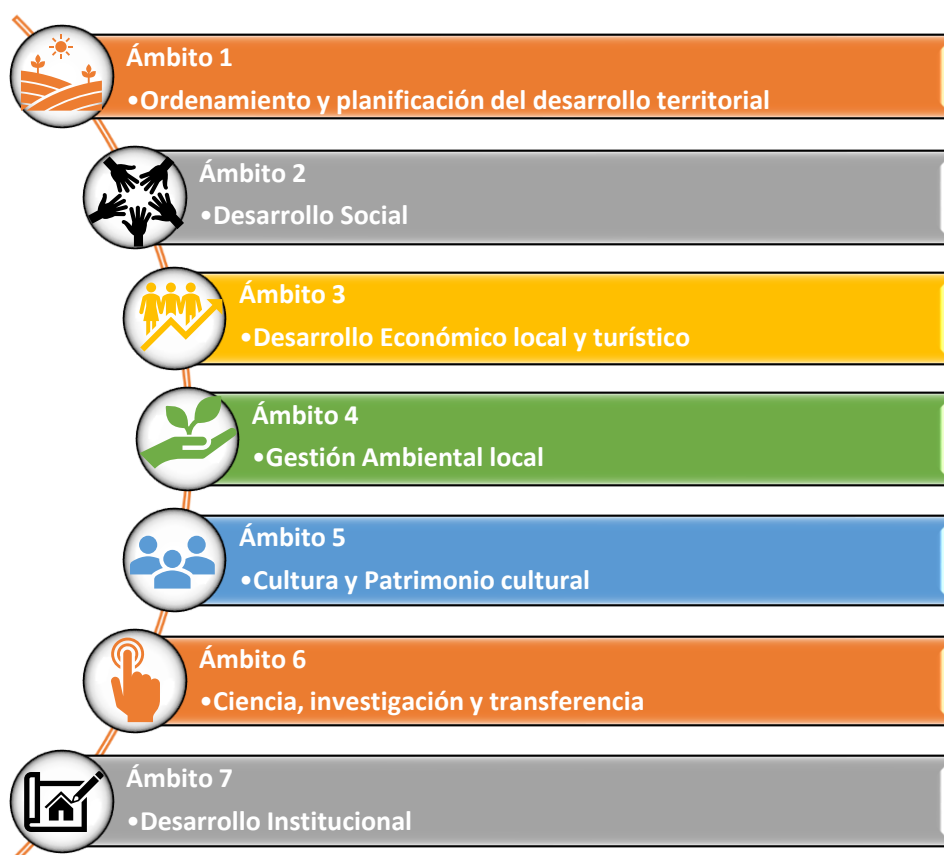 Ámbito 1
•Ordenamiento y planificación del desarrollo territorial
Ámbito 2
•Desarrollo Social
Ámbito 3
•Desarrollo Económico local y turístico
Ámbito 4
•Gestión Ambiental local
Ámbito 5
•Cultura y Patrimonio cultural
Ámbito 6
•Ciencia, investigación y transferencia
Ámbito 7
•Desarrollo Institucional